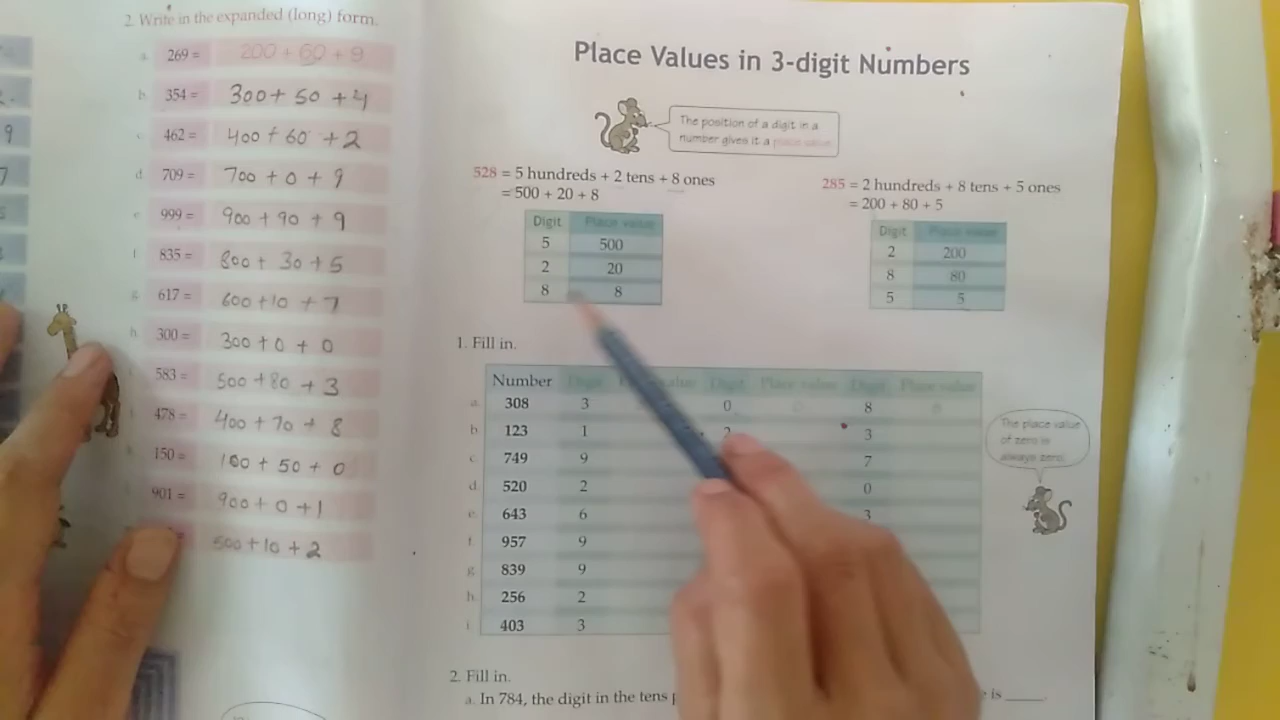 2. Write in the expanded (long) form.
a. 269 = 200 + 60 + 9
b. 354 = 300 + 50 + 4
c. 462 = 400 + 60 + 2
d. 709 = 700 + 0 + 9
e. 999 = 900 + 90 + 9
f. 835 = 800 + 30 + 5
g. 617 = 600 + 10 + 7
h. 300 = 300 + 0 + 0
583 = 500 + 80 + 3
478 = 400 + 70 + 8
150 = 100 + 50 + 0
901 = 900 + 0 + 1
500 + 10 + 2
9
7
Place Values in 3-digit Numbers
The position of a digit in a
number gives it a place value
528 = 5 hundreds + 2 tens + 8 ones
= 500 + 20 + 8
Digit Place value
5 500
2 20
8 8
285 = 2 hundreds + 8 tens + 5 ones
= 200 + 80 + 5
Digit Place value
2 200
8 80
5 5
1. Fill in.
Number Digit Digit Place value Digit Place value
a. 308 3 0 0 8 8
b. 123 1 2 3
c. 749 9 7
d. 520 2 0
e. 643 6 3
f. 957 9
g. 839 9
h. 256 2
i. 403 3
The place value
of zero is
always zero.
2. Fill in.
a. In 784, the digit in the tens is ____.